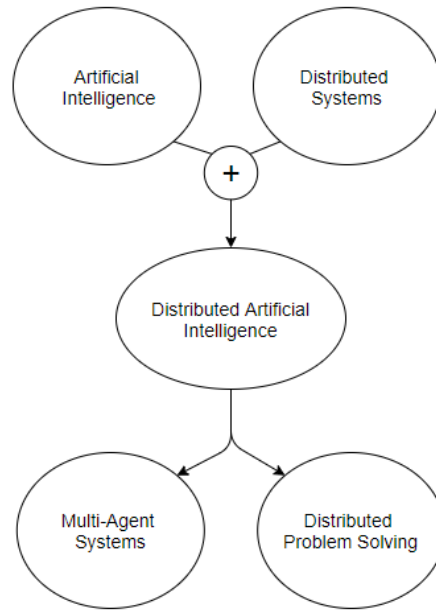 Artificial
Intelligence
Distributed
Systems
+
Distributed Artificial
Intelligence
Multi-Agent
Systems
Distributed
Problem Solving